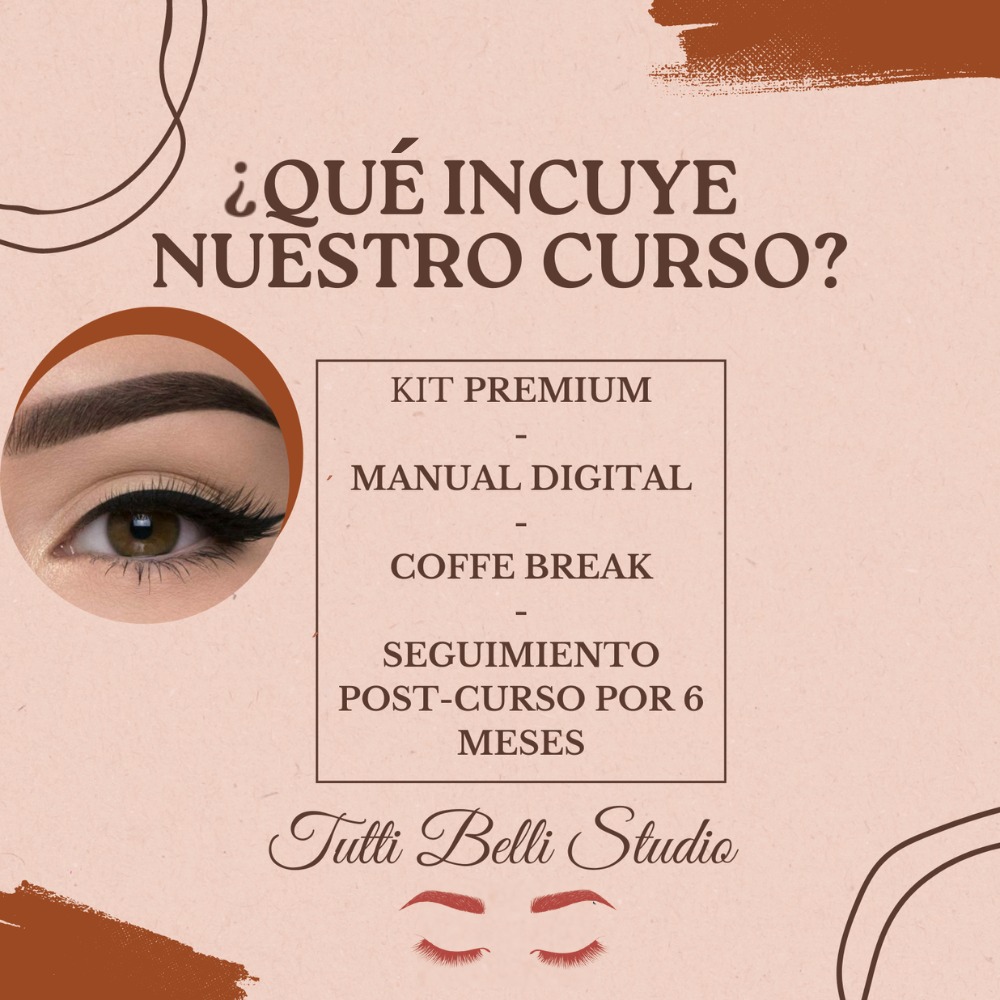 ¿QUÉ INCUYE
NUESTRO CURSO?
KIT PREMIUM
-
MANUAL DIGITAL
-
COFFE BREAK
-
SEGUIMIENTO
POST-CURSO POR 6
MESES
Tutti Belli Studio